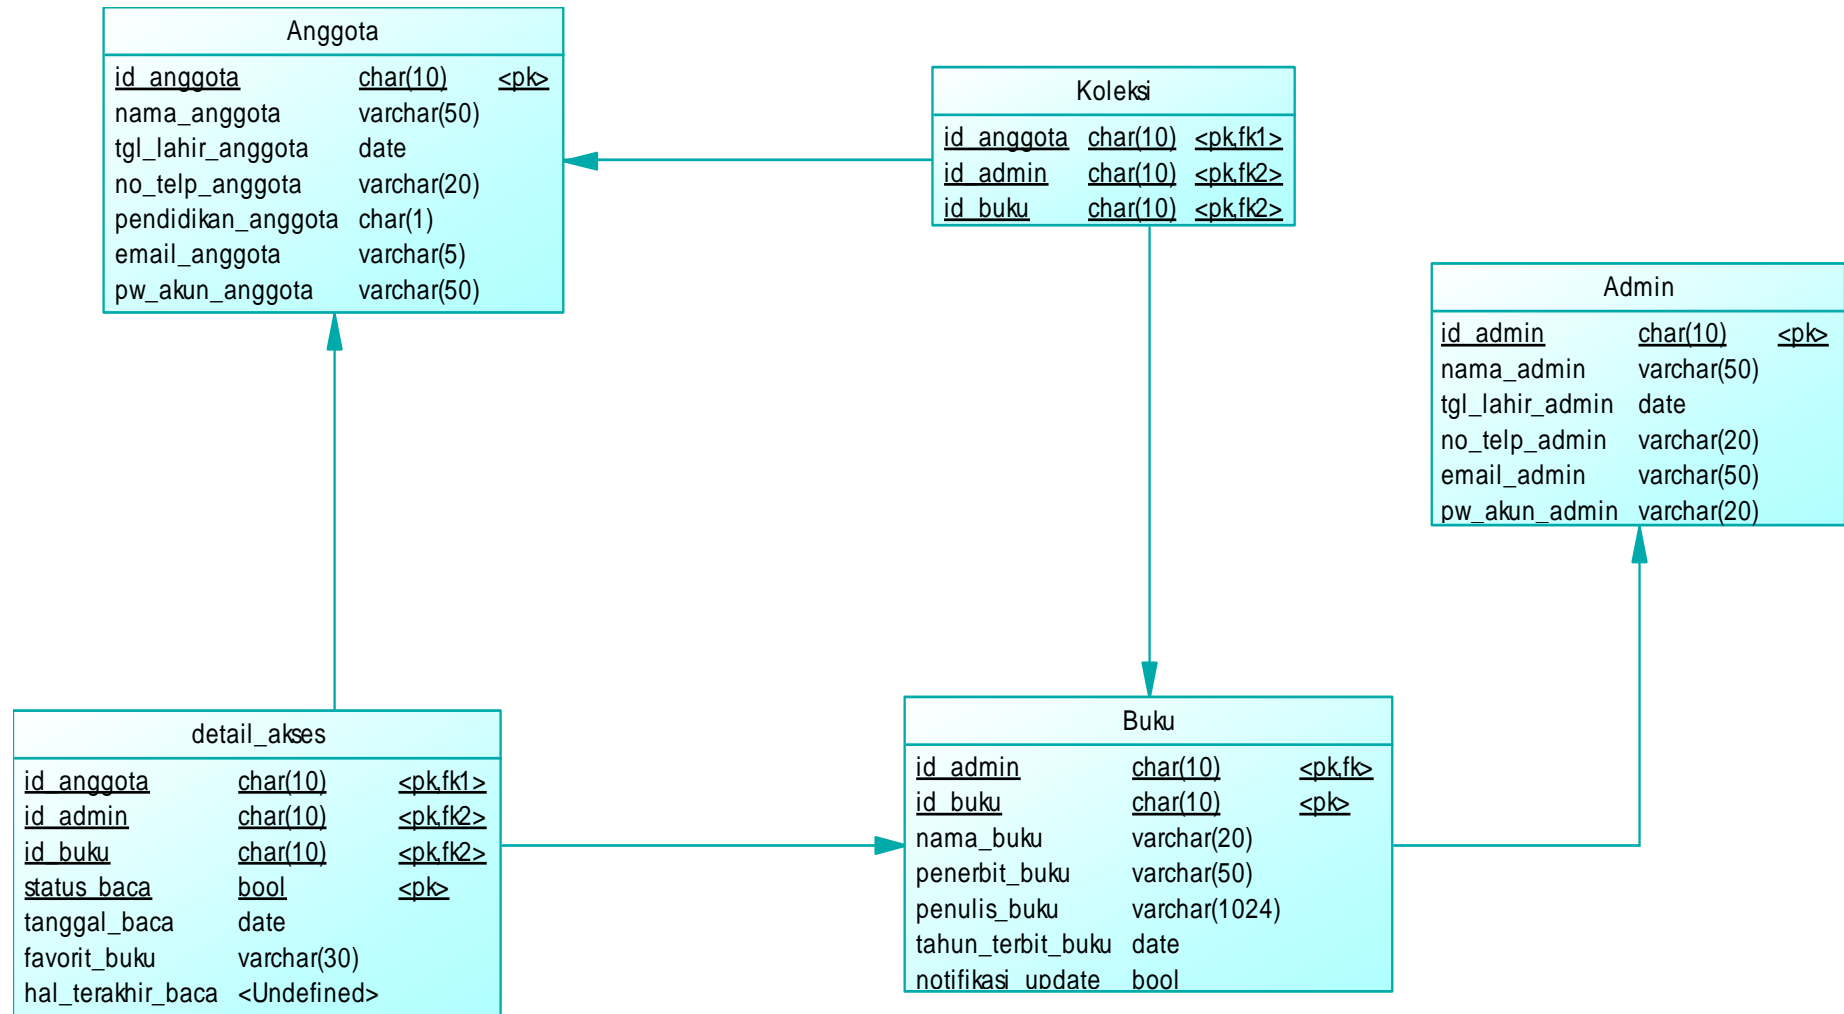 Anggota
id_anggota char(10) <pk>
nama_anggota varchar(50)
tgl_lahir_anggota date
no_telp_anggota varchar(20)
pendidikan_anggota char(1)
email_anggota varchar(5)
pw_akun_anggota varchar(50)
Koleksi
id_anggota char(10) <pk,fk1>
id_admin char(10) <pk,fk2>
id_buku char(10) <pk,fk2>
Admin
id_admin char(10) <pk>
nama_admin varchar(50)
tgl_lahir_admin date
no_telp_admin varchar(20)
email_admin varchar(50)
pw_akun_admin varchar(20)
detail_akses
id_anggota char(10) <pk,fk1>
id_admin char(10) <pk,fk2>
id_buku char(10) <pk,fk2>
status_baca bool <pk>
tanggal_baca date
favorit_buku varchar(30)
hal_terakhir_baca <Undefined>
Buku
id_admin char(10) <pk,fk>
id_buku char(10) <pk>
nama_buku varchar(20)
penerbit_buku varchar(50)
penulis_buku varchar(1024)
tahun_terbit_buku date
notifikasi_update bool